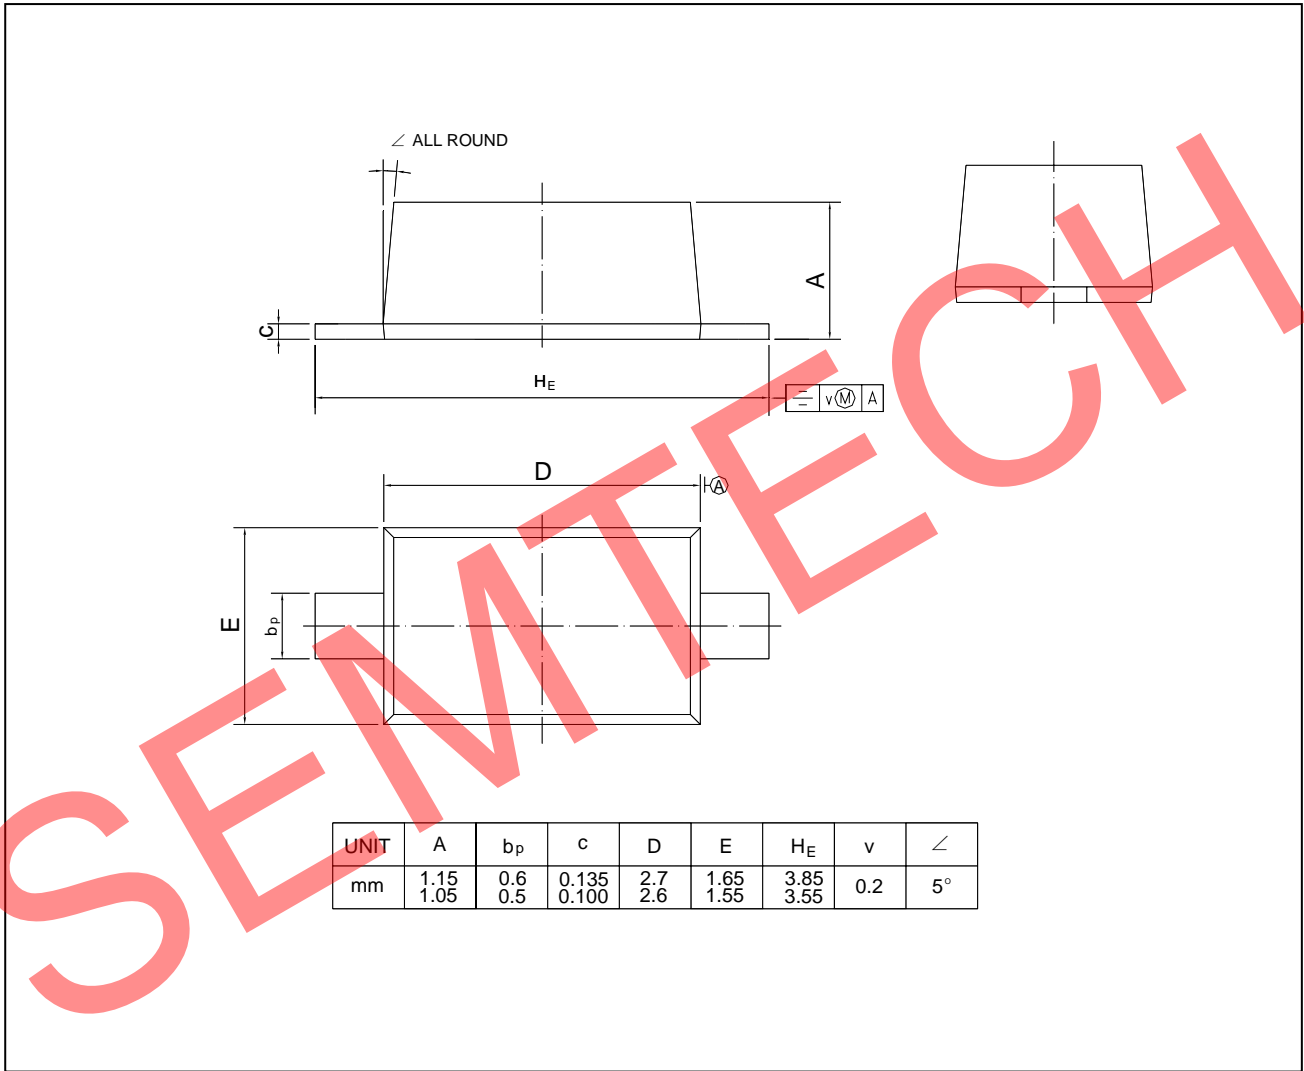 ∠ ALL ROUND
A
c
HE
v Ⓜ A
D
A
E
bp
UNIT A bp c D E HE v ∠
mm 1.15 0.6 0.135 2.7 1.65 3.85 0.2 5°
1.05 0.5 0.100 2.6 1.55 3.55
SEMTECH